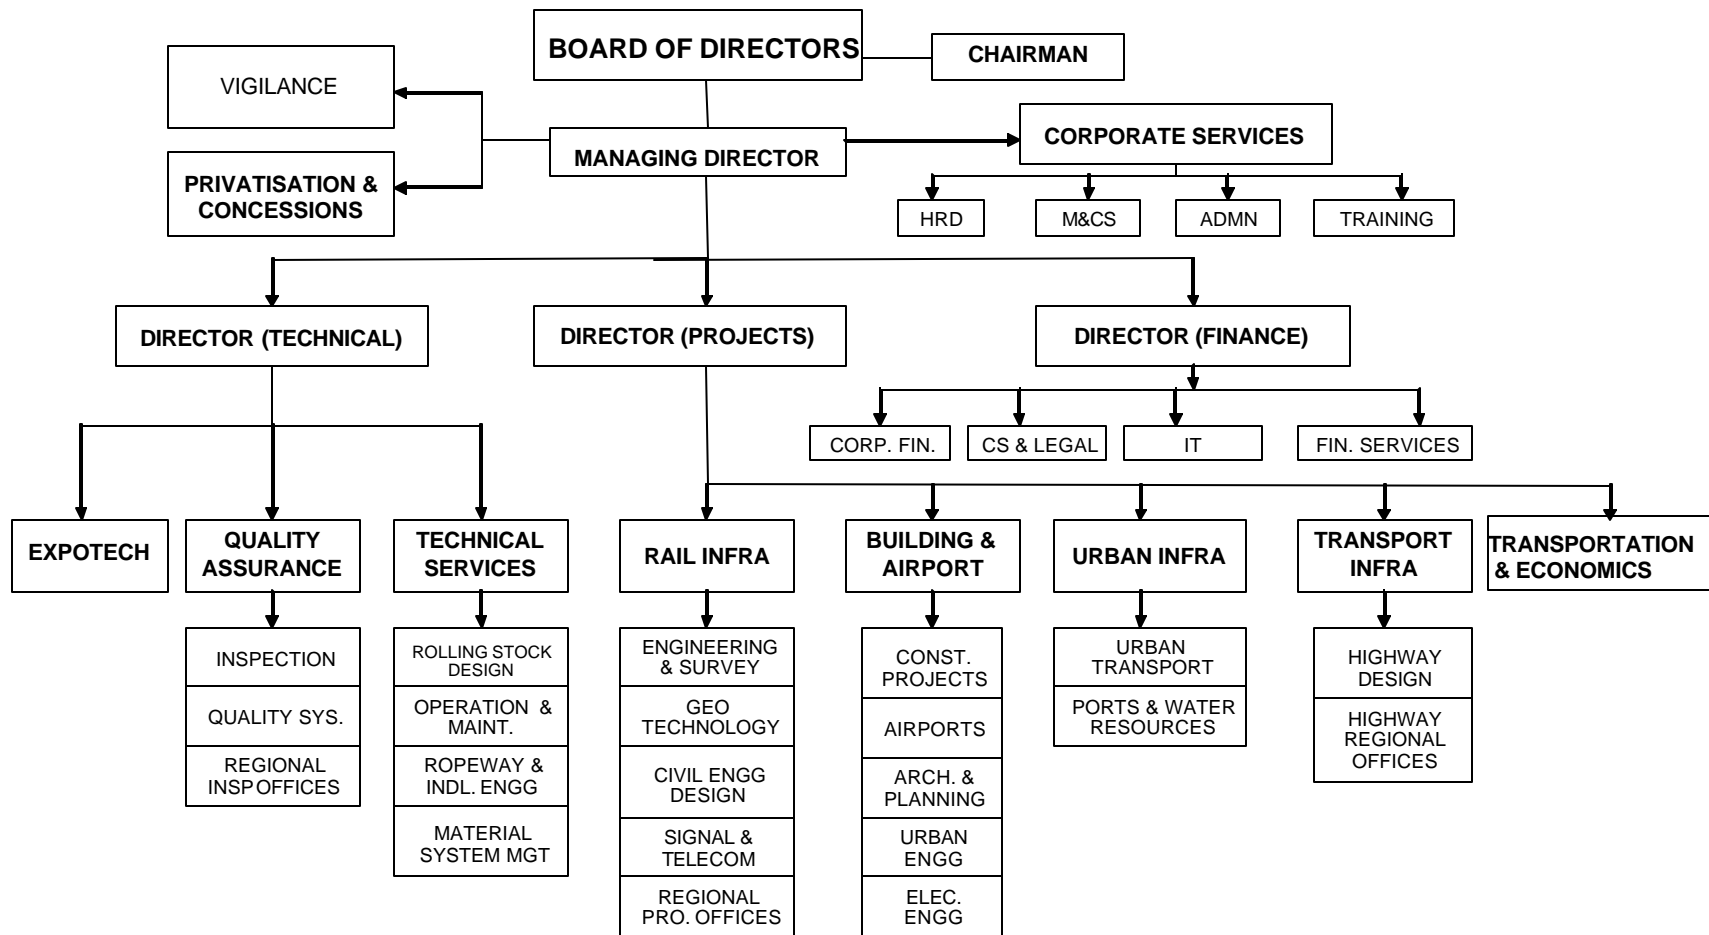 BOARD OF DIRECTORS
CHAIRMAN
VIGILANCE
MANAGING DIRECTOR
CORPORATE SERVICES
PRIVATISATION &
CONCESSIONS
HRD
M&CS
ADMN
TRAINING
DIRECTOR (TECHNICAL)
DIRECTOR (PROJECTS)
DIRECTOR (FINANCE)
CORP. FIN.
CS & LEGAL
IT
FIN. SERVICES
EXPOTECH
QUALITY
ASSURANCE
TECHNICAL
SERVICES
RAIL INFRA
BUILDING &
AIRPORT
URBAN INFRA
TRANSPORT
INFRA
TRANSPORTATION
& ECONOMICS
INSPECTION
QUALITY SYS.
REGIONAL
INSP OFFICES
ROLLING STOCK
DESIGN
OPERATION &
MAINT.
ROPEWAY &
INDL. ENGG
MATERIAL
SYSTEM MGT
ENGINEERING
& SURVEY
GEO
TECHNOLOGY
CIVIL ENGG
DESIGN
SIGNAL &
TELECOM
REGIONAL
PRO. OFFICES
CONST.
PROJECTS
AIRPORTS
ARCH. &
PLANNING
URBAN
ENGG
ELEC.
ENGG
URBAN
TRANSPORT
PORTS & WATER
RESOURCES
HIGHWAY
DESIGN
HIGHWAY
REGIONAL
OFFICES